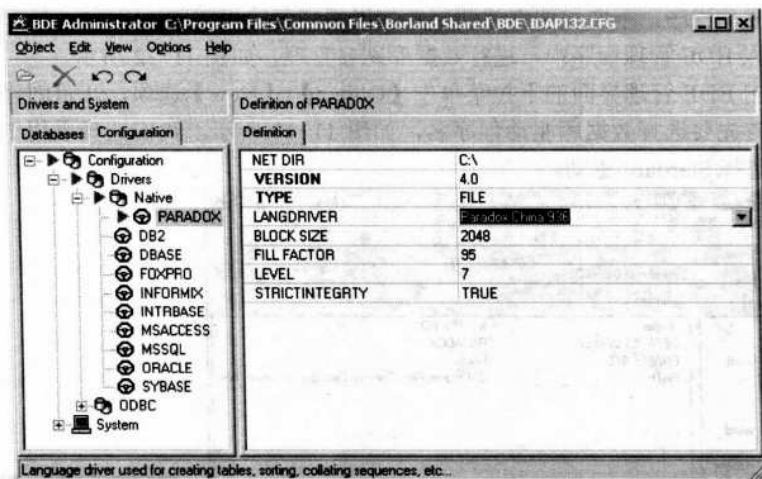 BDE Administrator C:\Program Files\Common Files\Borland Shared\BDE\IDAPI32.CFG
Object Edit View Options Help
Drivers and System
Definition of PARADOX
Databases Configuration
Definition
Configuration
Drivers
Native
PARADOX
DB2
DBASE
FOXPRO
INFORMIX
INTRBASE
MSACCESS
MSSQL
ORACLE
SYBASE
ODBC
System
NET DIR C:\
VERSION 4.0
TYPE FILE
LANGDRIVER Paradox China 936
BLOCK SIZE 2048
FILL FACTOR 95
LEVEL 7
STRICTINTEGRTY TRUE
Language driver used for creating tables, sorting, collating sequences, etc...